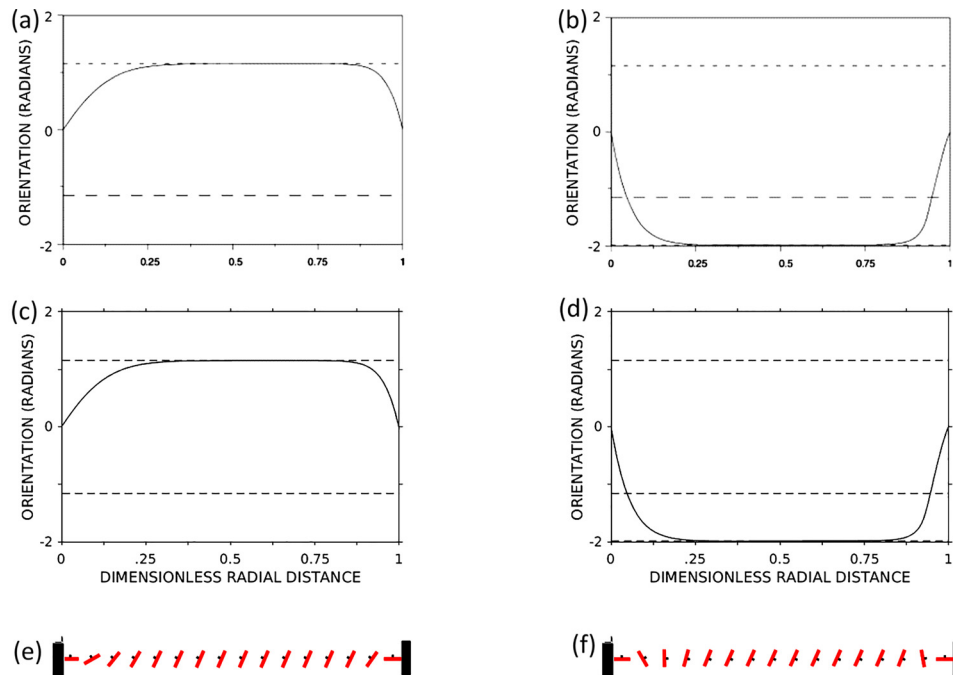 (a)
2
0
-2
ORIENTATION (RADIANS)
0 0.25 0.5 0.75 1
(b)
2
0
-2
ORIENTATION (RADIANS)
0 0.25 0.5 0.75 1
(c)
2
0
-2
ORIENTATION (RADIANS)
0 .25 0.5 0.75 1
DIMENSIONLESS RADIAL DISTANCE
(d)
2
0
-2
ORIENTATION (RADIANS)
0 .25 0.5 0.75 1
DIMENSIONLESS RADIAL DISTANCE
(e)
(f)